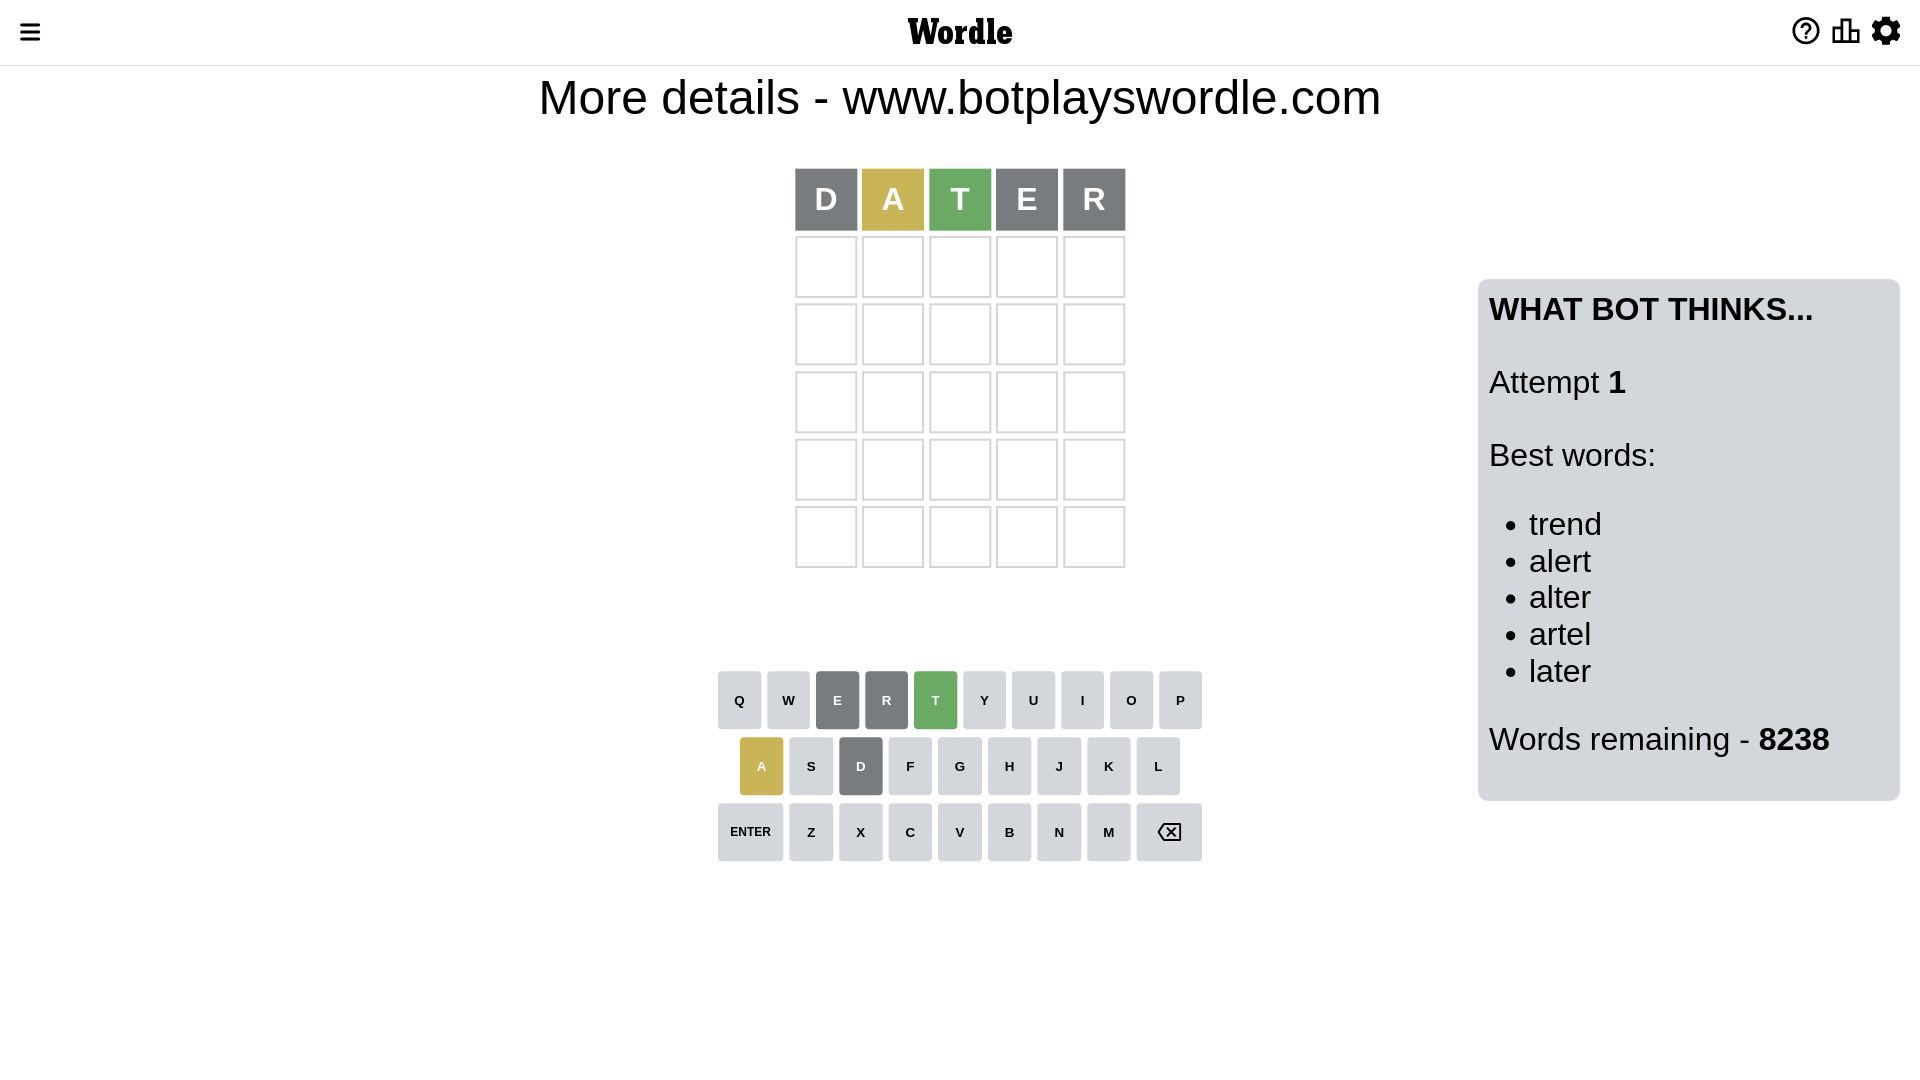 Wordle
More details - www.botplayswordle.com
D A T E R
WHAT BOT THINKS...
Attempt 1
Best words:
• trend
• alert
• alter
• artel
• later
Words remaining - 8238
Q W E R T Y U I O P
A S D F G H J K L
ENTER Z X C V B N M